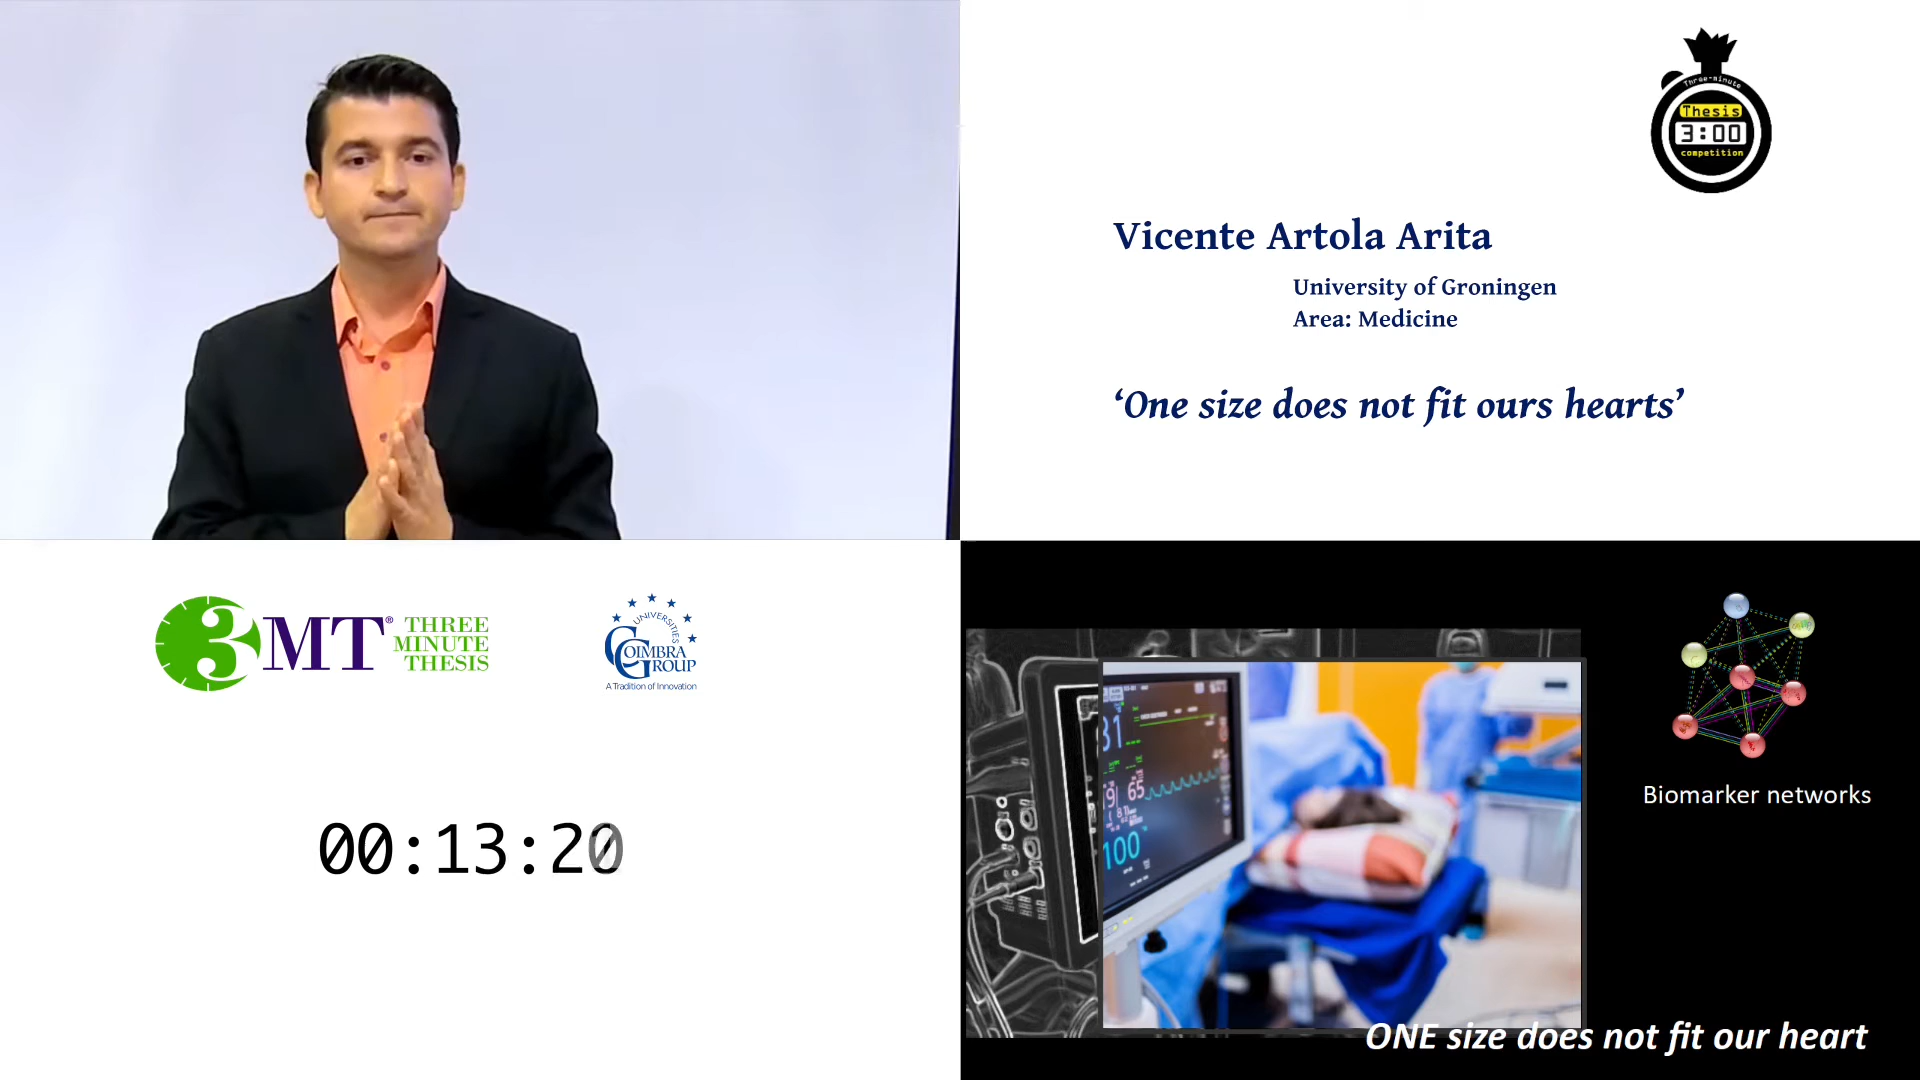 Three-minute
Thesis
3:00
competition
Vicente Artola Arita
University of Groningen
Area: Medicine
‘One size does not fit ours hearts’
3MT® THREE
MINUTE
THESIS
UNIVERSITIES
COIMBRA
GROUP
A Tradition of Innovation
00:13:20
65
100
Biomarker networks
ONE size does not fit our heart